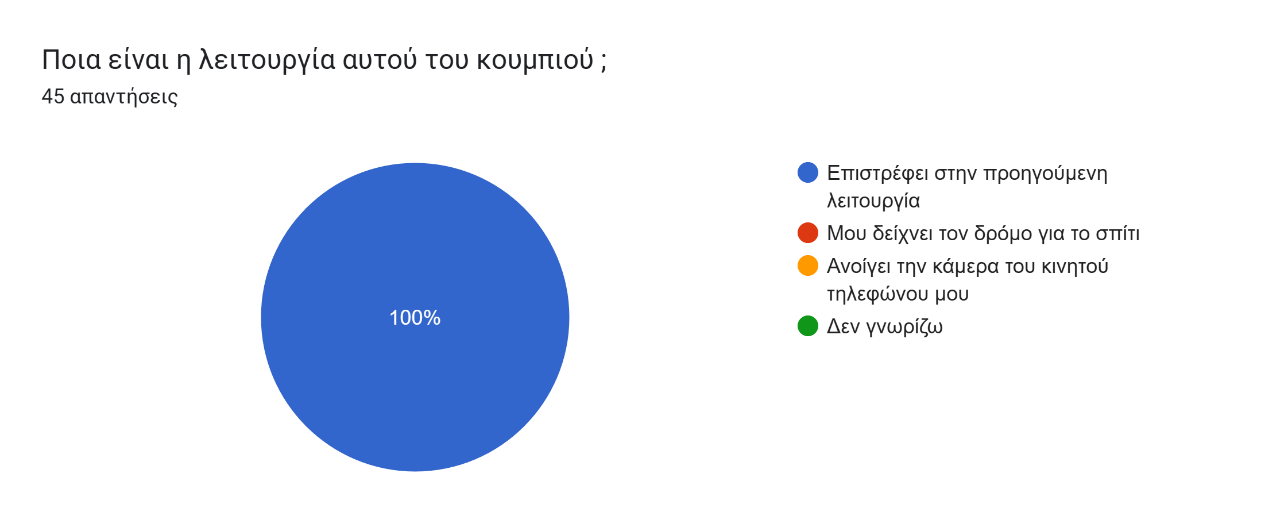 Ποια είναι η λειτουργία αυτού του κουμπιού ;
45 απαντήσεις
100%
Επιστρέφει στην προηγούμενη
λειτουργία
Μου δείχνει τον δρόμο για το σπίτι
Ανοίγει την κάμερα του κινητού
τηλεφώνου μου
Δεν γνωρίζω